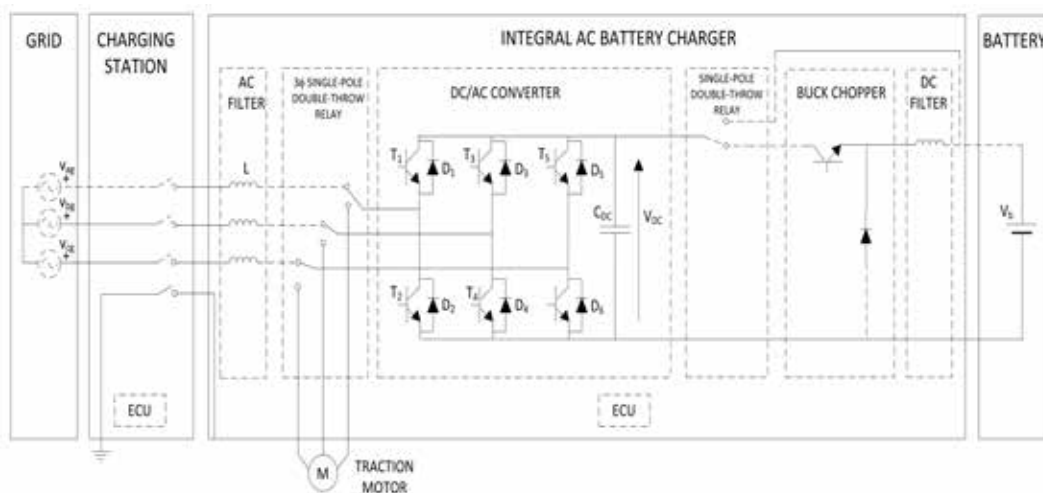 GRID
CHARGING
STATION
INTEGRAL AC BATTERY CHARGER
BATTERY
AC
FILTER
3ϕ SINGLE-POLE
DOUBLE-THROW
RELAY
DC/AC CONVERTER
SINGLE-POLE
DOUBLE-THROW
RELAY
BUCK CHOPPER
DC
FILTER
T1 D1 T3 D3 T5 D5
L
+
+
+
CDC VDC
Vb
T2 D2 T4 D4 D6
ECU
ECU
M
TRACTION
MOTOR